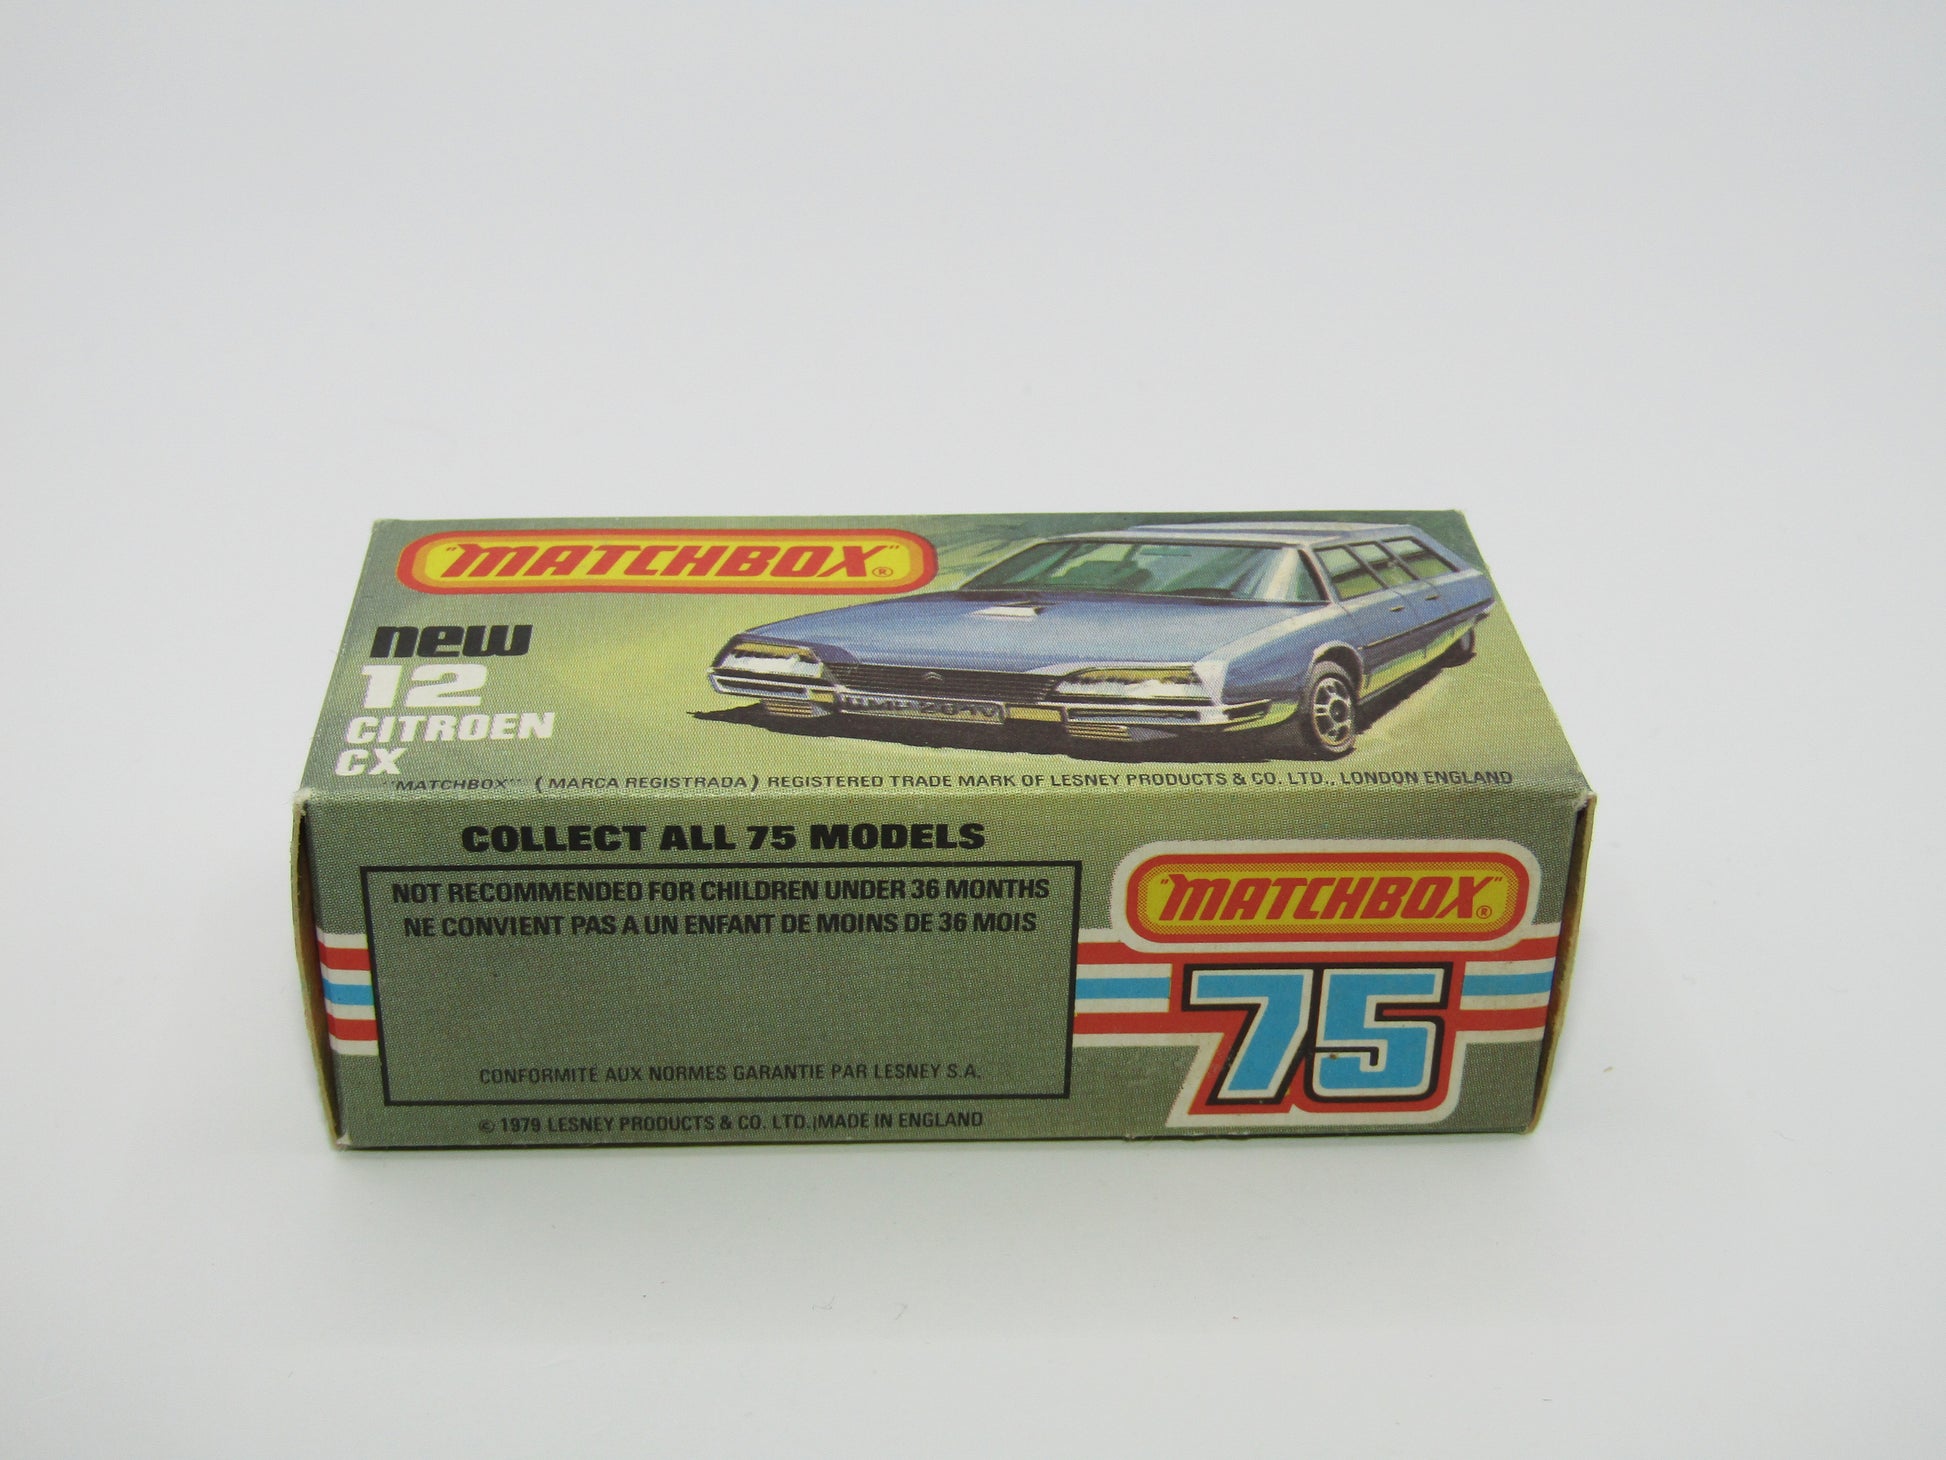 "MATCHBOX"®
new
12
CITROEN
CX
"MATCHBOX" (MARCA REGISTRADA) REGISTERED TRADE MARK OF LESNEY PRODUCTS & CO. LTD., LONDON ENGLAND
COLLECT ALL 75 MODELS
NOT RECOMMENDED FOR CHILDREN UNDER 36 MONTHS
NE CONVIENT PAS A UN ENFANT DE MOINS DE 36 MOIS
CONFORMITE AUX NORMES GARANTIE PAR LESNEY S.A.
© 1979 LESNEY PRODUCTS & CO. LTD. MADE IN ENGLAND
"MATCHBOX"®
75